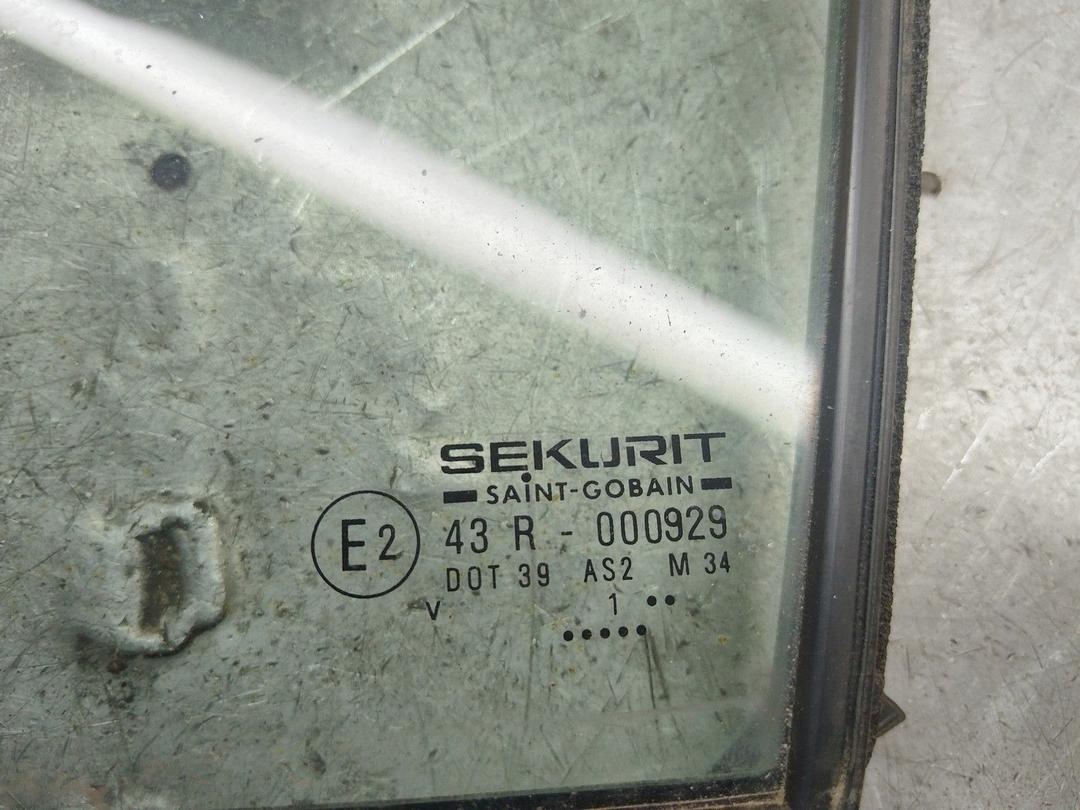 SEKURIT
SAINT-GOBAIN
E2
43 R - 000929
DOT 39 AS2 M 34
V 1 ••
•••••